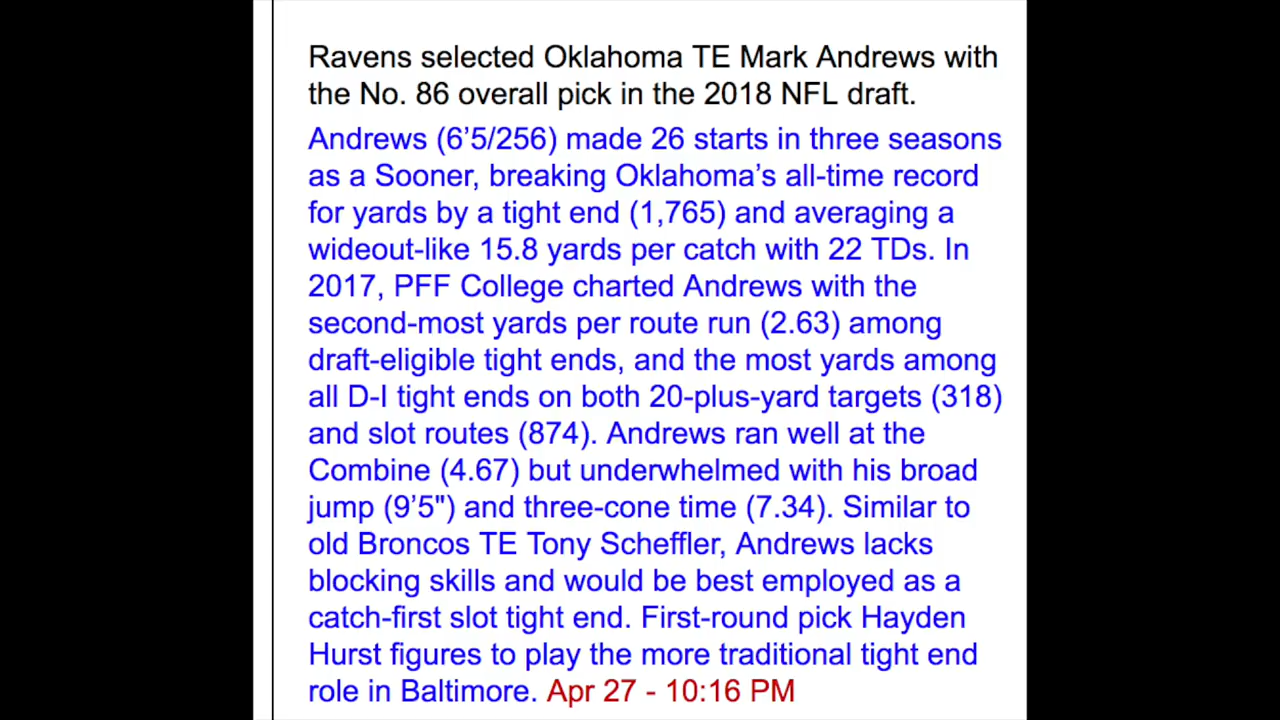 Ravens selected Oklahoma TE Mark Andrews with
the No. 86 overall pick in the 2018 NFL draft.
Andrews (6’5/256) made 26 starts in three seasons
as a Sooner, breaking Oklahoma’s all-time record
for yards by a tight end (1,765) and averaging a
wideout-like 15.8 yards per catch with 22 TDs. In
2017, PFF College charted Andrews with the
second-most yards per route run (2.63) among
draft-eligible tight ends, and the most yards among
all D-I tight ends on both 20-plus-yard targets (318)
and slot routes (874). Andrews ran well at the
Combine (4.67) but underwhelmed with his broad
jump (9’5") and three-cone time (7.34). Similar to
old Broncos TE Tony Scheffler, Andrews lacks
blocking skills and would be best employed as a
catch-first slot tight end. First-round pick Hayden
Hurst figures to play the more traditional tight end
role in Baltimore. Apr 27 - 10:16 PM